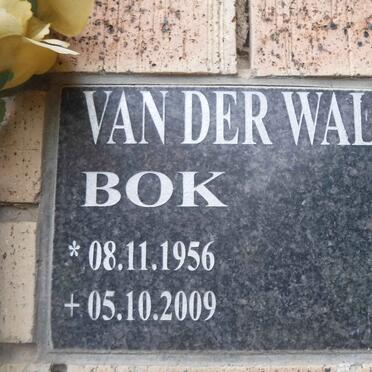 VAN DER WAL
BOK
* 08.11.1956
+ 05.10.2009